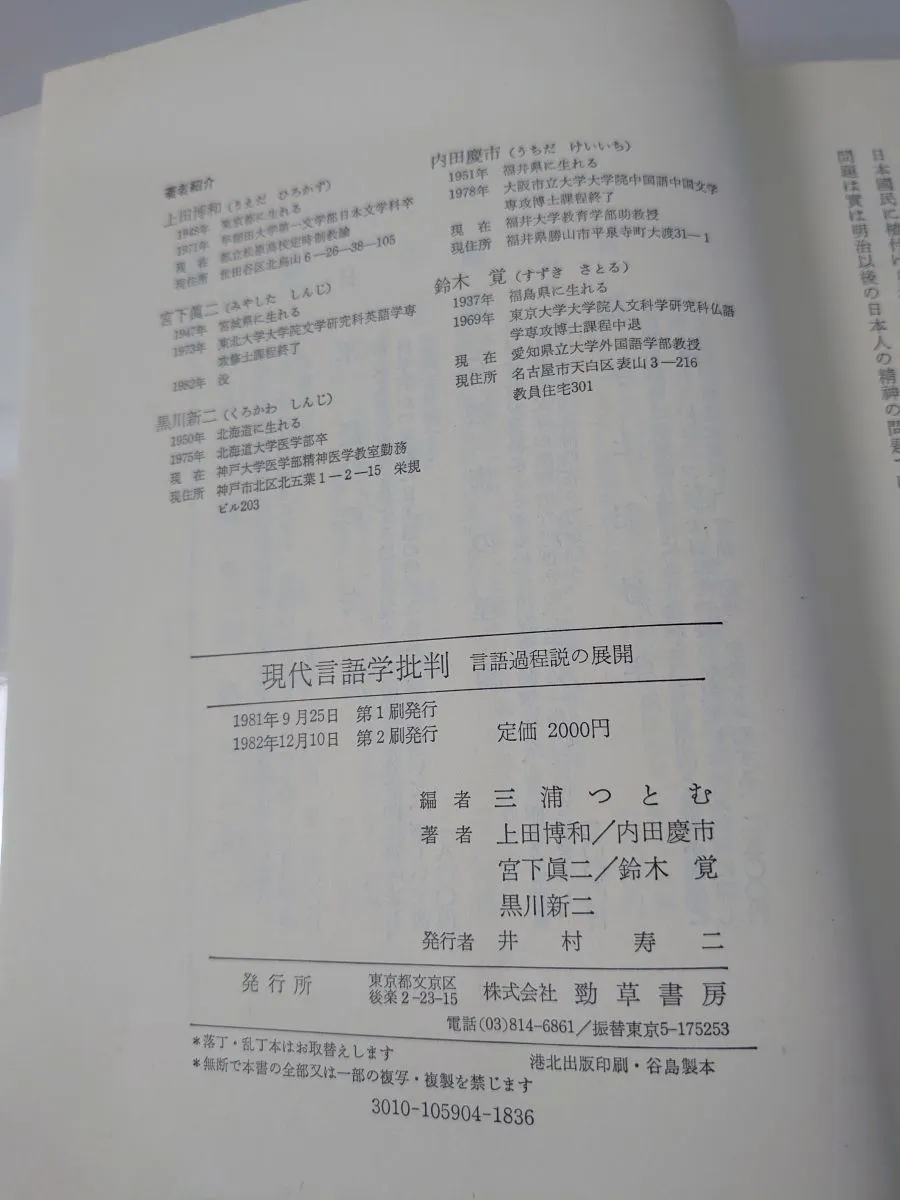 著者紹介
上田博和（うえだ ひろかず）
1948年 東京都に生れる
1971年 早稲田大学第一文学部日本文学科卒
現 在 都立松原高校定時制教諭
現住所 世田谷区北烏山6―26―38―105
宮下眞二（みやした しんじ）
1947年 宮城県に生れる
1973年 東北大学大学院文学研究科英語学専
攻修士課程終了
1982年 没
黒川新二（くろかわ しんじ）
1950年 北海道に生れる
1975年 北海道大学医学部卒
現 在 神戸大学医学部精神医学教室勤務
現住所 神戸市北区北五葉1―2―15 栄規
ビル203
内田慶市（うちだ けいいち）
1951年 福井県に生れる
1978年 大阪市立大学大学院中国語中国文学
専攻博士課程終了
現 在 福井大学教育学部助教授
現住所 福井県勝山市平泉寺町大渡31―1
鈴木 覚（すずき さとる）
1937年 福島県に生れる
1969年 東京大学大学院人文科学研究科仏語
学専攻博士課程中退
現 在 愛知県立大学外国語学部教授
現住所 名古屋市天白区表山3―216
教員住宅301
現代言語学批判 言語過程説の展開
1981年9月25日 第1刷発行
1982年12月10日 第2刷発行
定価 2000円
編者 三浦つとむ
著者 上田博和／内田慶市
宮下眞二／鈴木 覚
黒川新二
発行者 井村寿二
発行所 東京都文京区
後楽2-23-15 株式会社 勁草書房
電話(03)814-6861／振替東京5-175253
＊落丁・乱丁本はお取替えします
＊無断で本書の全部又は一部の複写・複製を禁じます
港北出版印刷・谷島製本
3010-105904-1836
日本國民に植付け
問題は實は明治以後の日本人の精神の問